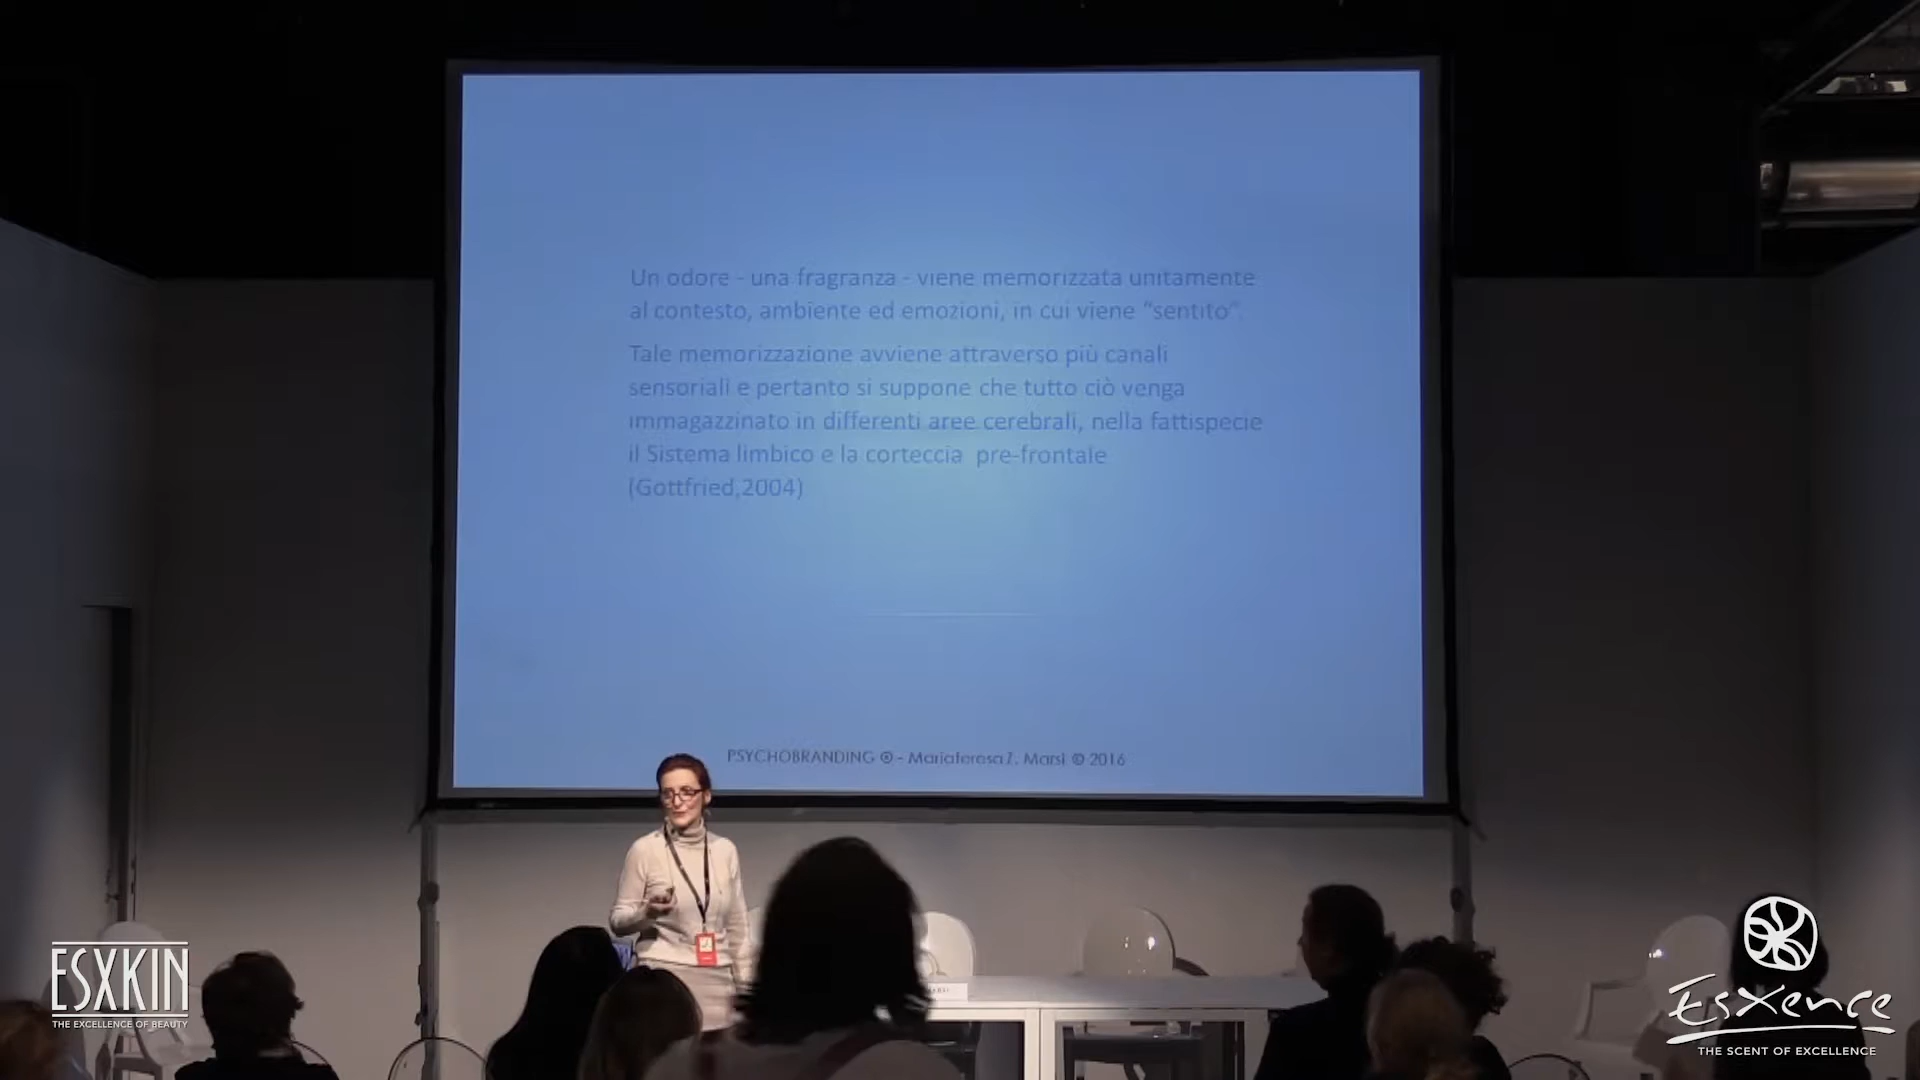 Un odore - una fragranza - viene memorizzata unitamente
al contesto, ambiente ed emozioni, in cui viene “sentito”.
Tale memorizzazione avviene attraverso più canali
sensoriali e pertanto si suppone che tutto ciò venga
immagazzinato in differenti aree cerebrali, nella fattispecie
il Sistema limbico e la corteccia pre-frontale
(Gottfried,2004)
PSYCHOBRANDING ® - Mariateresa Z. Marsi © 2016
ESXKIN
THE EXCELLENCE OF BEAUTY
Esxence
THE SCENT OF EXCELLENCE